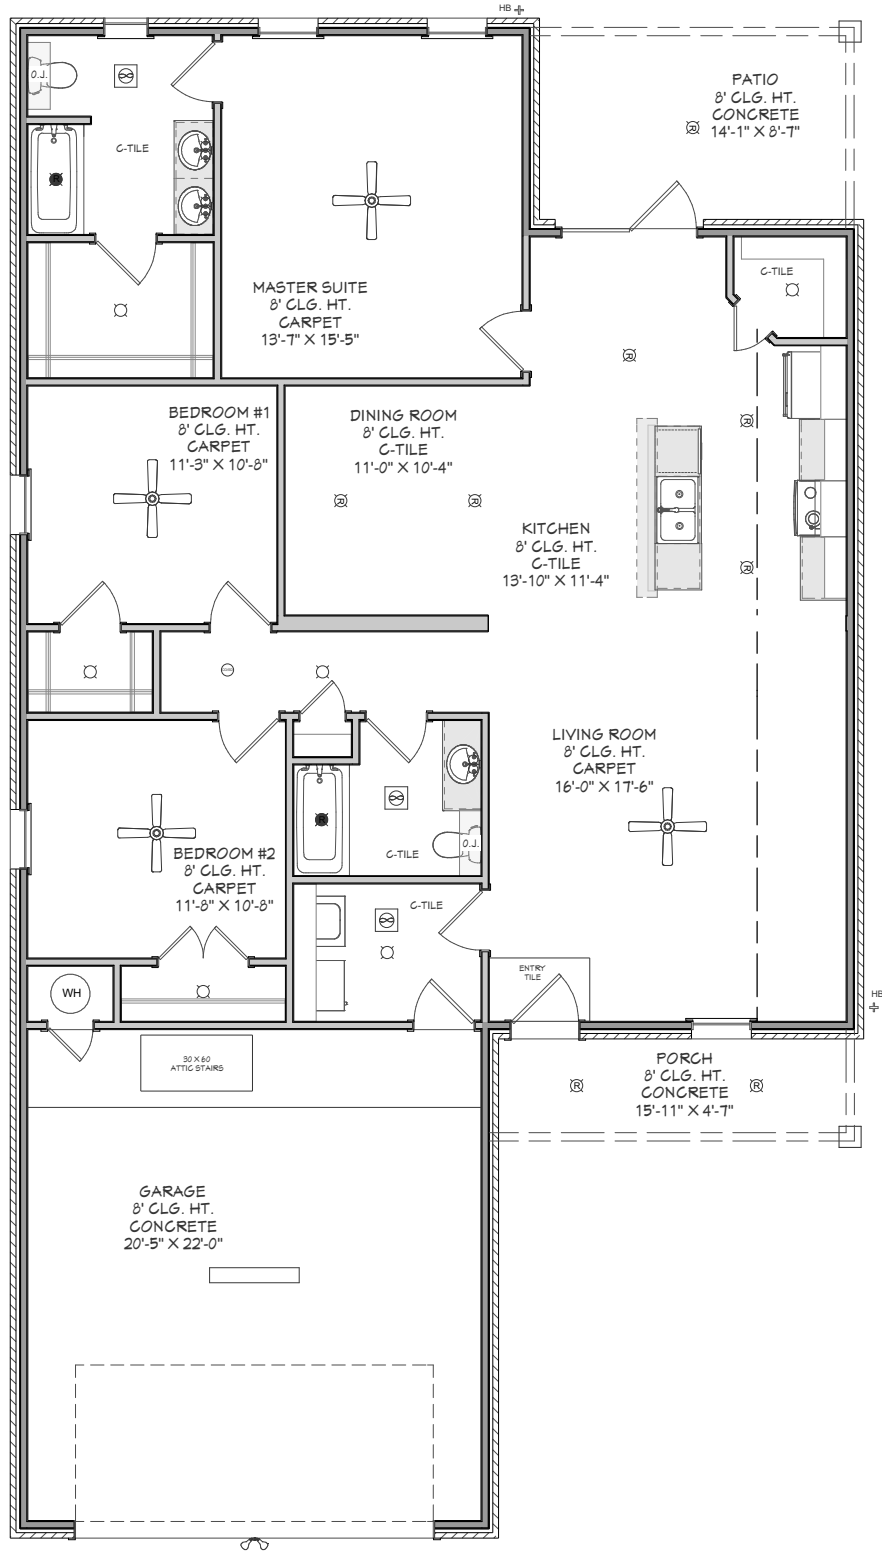 HB
O.J.
C-TILE
PATIO
8' CLG. HT.
CONCRETE
14'-1" X 8'-7"
R
R
MASTER SUITE
8' CLG. HT.
CARPET
13'-7" X 15'-5"
C-TILE
R
BEDROOM #1
8' CLG. HT.
CARPET
11'-3" X 10'-8"
DINING ROOM
8' CLG. HT.
C-TILE
11'-0" X 10'-4"
R
R
R
KITCHEN
8' CLG. HT.
C-TILE
13'-10" X 11'-4"
R
LIVING ROOM
8' CLG. HT.
CARPET
16'-0" X 17'-6"
R
C-TILE
O.J.
BEDROOM #2
8' CLG. HT.
CARPET
11'-8" X 10'-8"
C-TILE
WH
ENTRY
TILE
HB
30 X 60
ATTIC STAIRS
PORCH
8' CLG. HT.
CONCRETE
15'-11" X 4'-7"
R
R
GARAGE
8' CLG. HT.
CONCRETE
20'-5" X 22'-0"